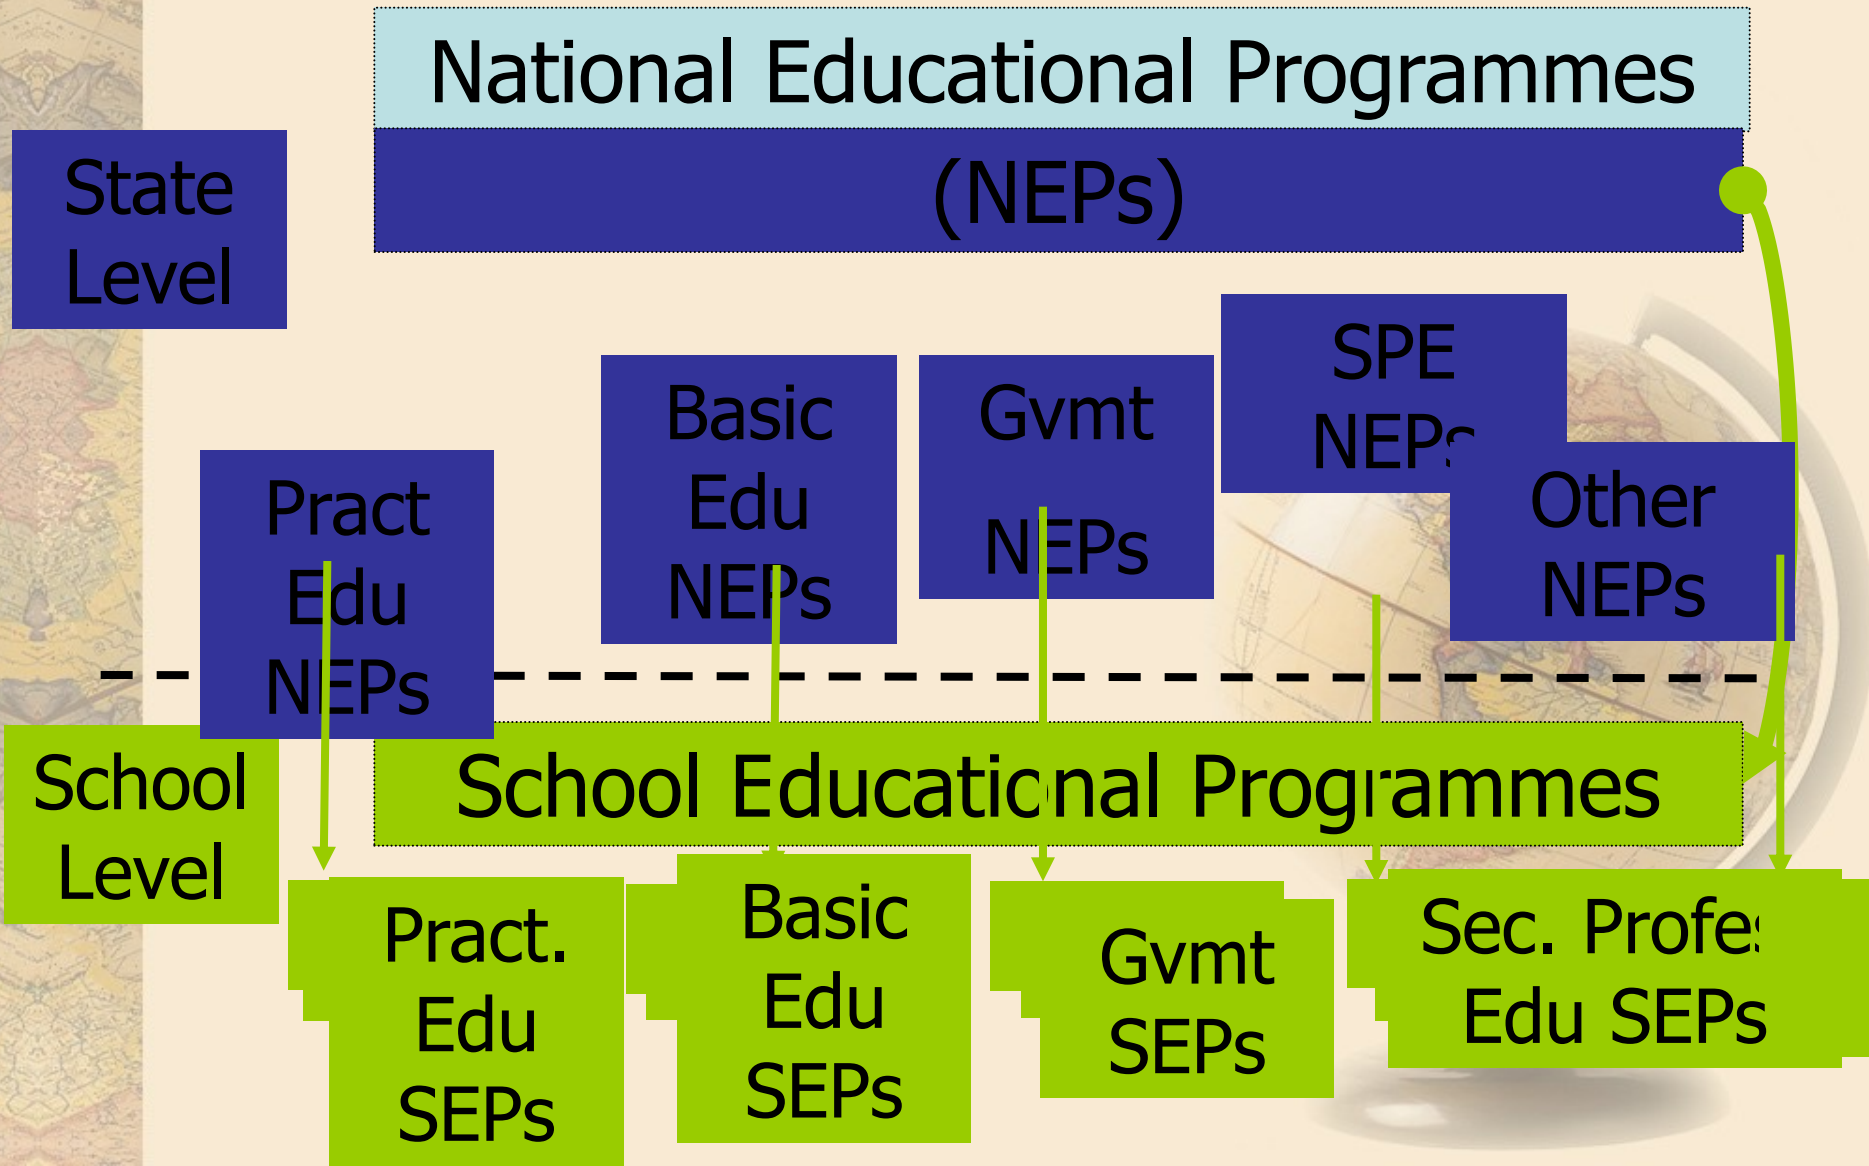 National Educational Programmes
(NEPs)
State
Level
SPE
NEPs
Basic
Edu
NEPs
Gvmt
NEPs
Other
NEPs
Pract
Edu
NEPs
School
Level
School Educational Programmes
Pract.
Edu
SEPs
Basic
Edu
SEPs
Gvmt
SEPs
Sec.
Edu SEPs